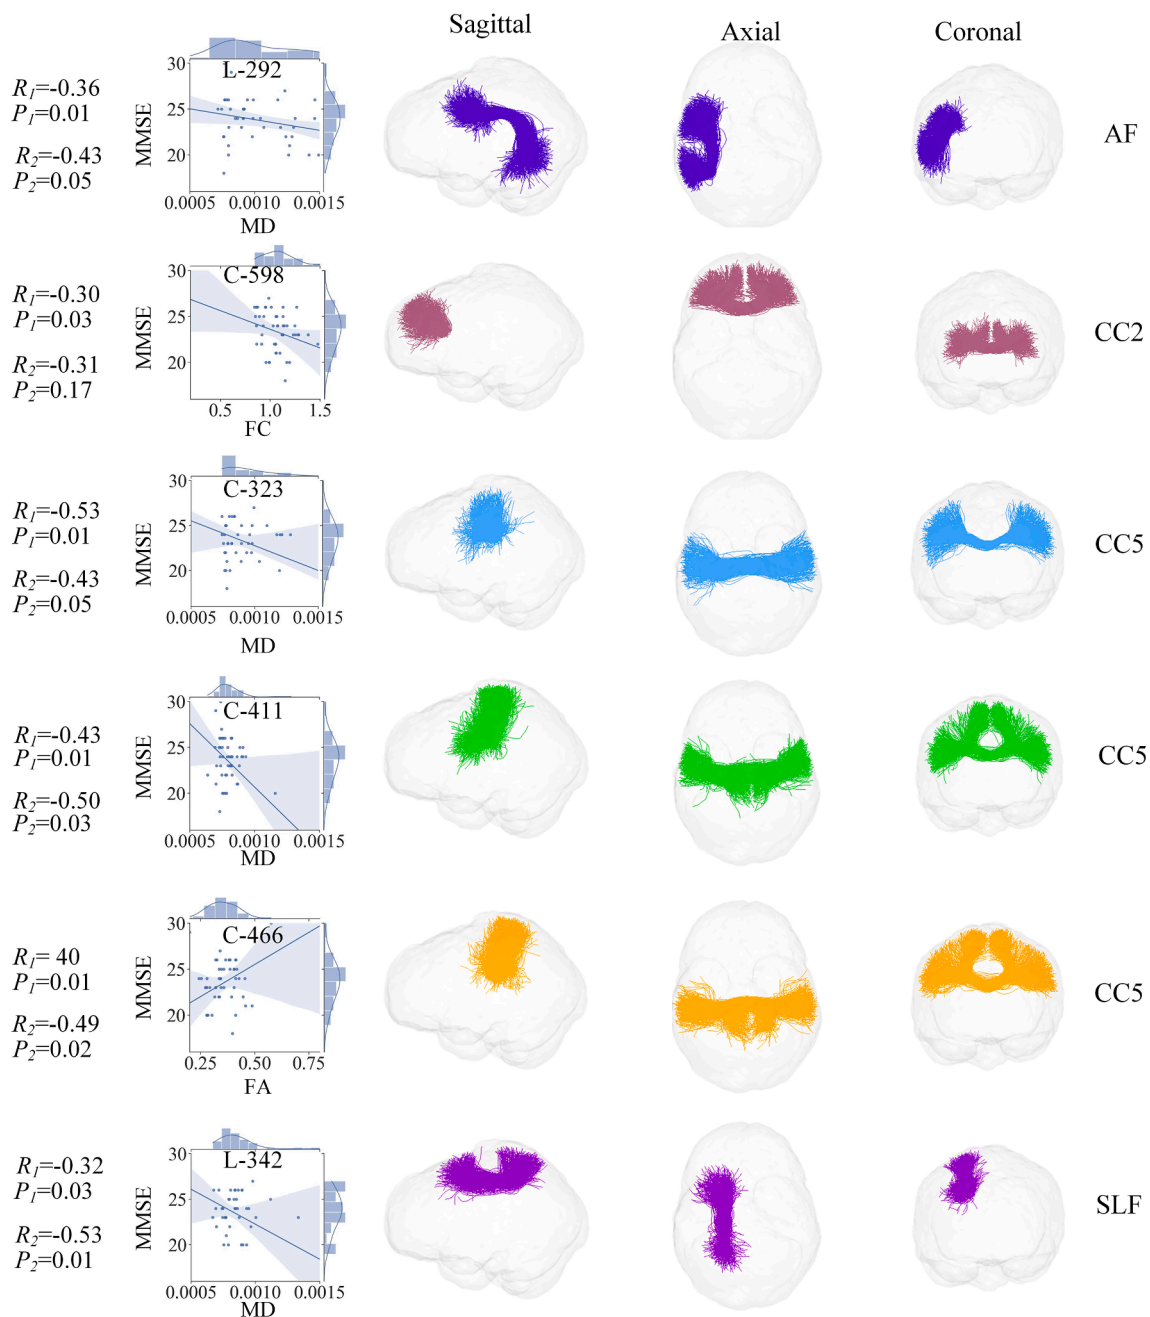 Sagittal Axial Coronal
R1=-0.36
P1=0.01
R2=-0.43
P2=0.05
MMSE
30
25
20
L-292
0.0005 0.0010 0.0015
MD
AF
R1=-0.30
P1=0.03
R2=-0.31
P2=0.17
MMSE
30
25
20
C-598
0.5 1.0 1.5
FC
CC2
R1=-0.53
P1=0.01
R2=-0.43
P2=0.05
MMSE
30
25
20
C-323
0.0005 0.0010 0.0015
MD
CC5
R1=-0.43
P1=0.01
R2=-0.50
P2=0.03
MMSE
30
25
20
C-411
0.0005 0.0010 0.0015
MD
CC5
R1= 40
P1=0.01
R2=-0.49
P2=0.02
MMSE
30
25
20
C-466
0.25 0.50 0.75
FA
CC5
R1=-0.32
P1=0.03
R2=-0.53
P2=0.01
MMSE
30
25
20
L-342
0.0005 0.0010 0.0015
MD
SLF